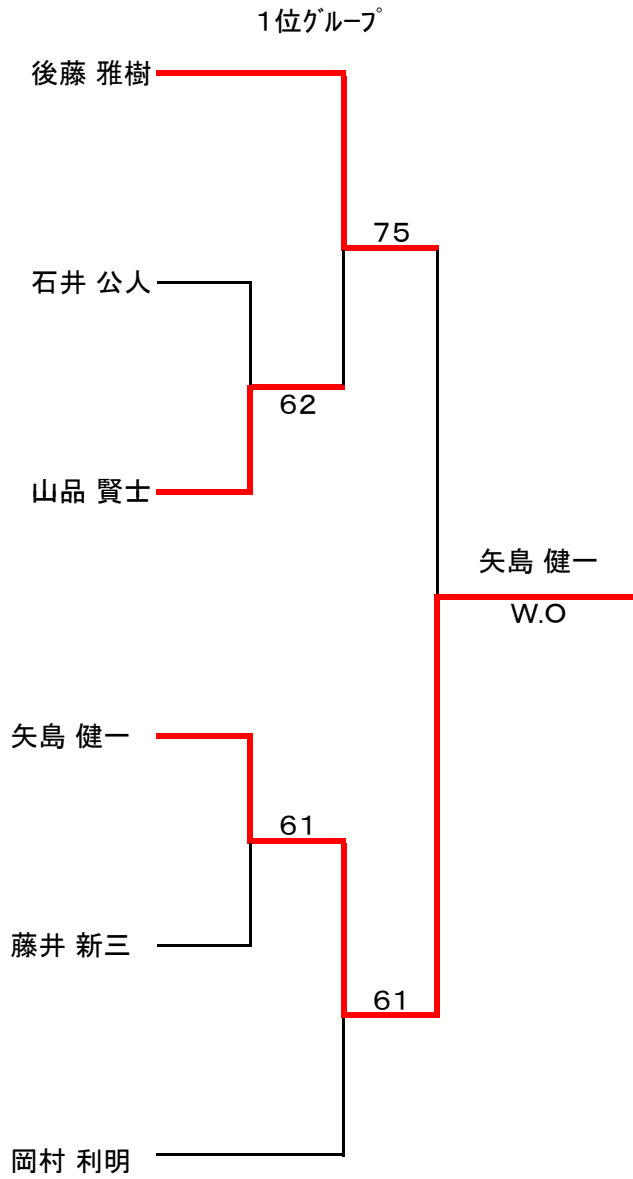 １位グループ
後藤 雅樹
75
石井 公人
62
山品 賢士
矢島 健一
W.O
矢島 健一
61
藤井 新三
61
岡村 利明